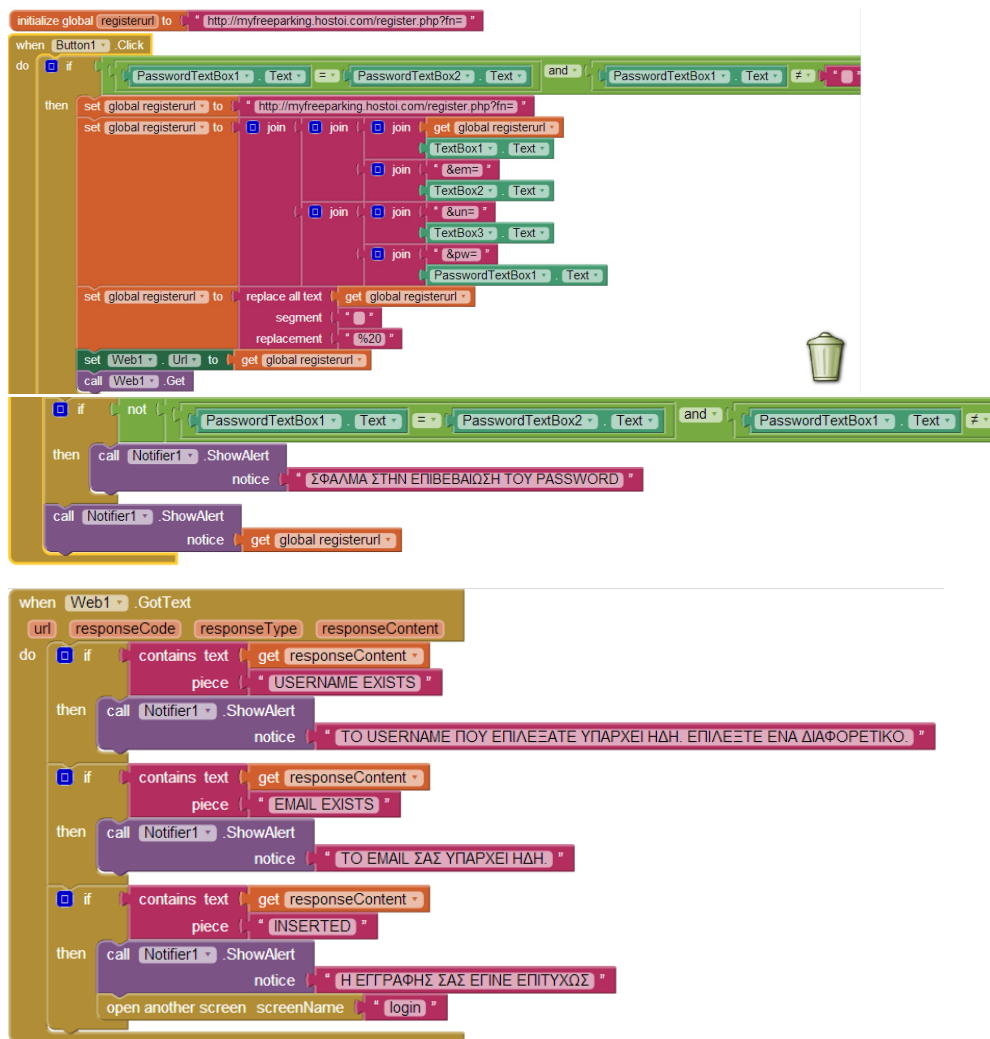 initialize global registerurl to " http://myfreeparking.hostoi.com/register.php?fn= "
when Button1 .Click
do if PasswordTextBox1 . Text = PasswordTextBox2 . Text and PasswordTextBox1 . Text ≠ "
then set global registerurl to " http://myfreeparking.hostoi.com/register.php?fn= "
set global registerurl to join join join get global registerurl
TextBox1 . Text
join " &em= "
TextBox2 . Text
join join " &un= "
TextBox3 . Text
join " &pw= "
PasswordTextBox1 . Text
set global registerurl to replace all text get global registerurl
segment " "
replacement " %20 "
set Web1 . Url to get global registerurl
call Web1 .Get
if not PasswordTextBox1 . Text = PasswordTextBox2 . Text and PasswordTextBox1 . Text ≠
then call Notifier1 .ShowAlert
notice " ΣΦΑΛΜΑ ΣΤΗΝ ΕΠΙΒΕΒΑΙΩΣΗ ΤΟΥ PASSWORD "
call Notifier1 .ShowAlert
notice get global registerurl
when Web1 .GotText
url responseCode responseType responseContent
do if contains text get responseContent
piece " USERNAME EXISTS "
then call Notifier1 .ShowAlert
notice " ΤΟ USERNAME ΠΟΥ ΕΠΙΛΕΞΑΤΕ ΥΠΑΡΧΕΙ ΗΔΗ. ΕΠΙΛΕΞΤΕ ΕΝΑ ΔΙΑΦΟΡΕΤΙΚΟ. "
if contains text get responseContent
piece " EMAIL EXISTS "
then call Notifier1 .ShowAlert
notice " ΤΟ EMAIL ΣΑΣ ΥΠΑΡΧΕΙ ΗΔΗ. "
if contains text get responseContent
piece " INSERTED "
then call Notifier1 .ShowAlert
notice " Η ΕΓΓΡΑΦΗΣ ΣΑΣ ΕΓΙΝΕ ΕΠΙΤΥΧΩΣ "
open another screen screenName " login "